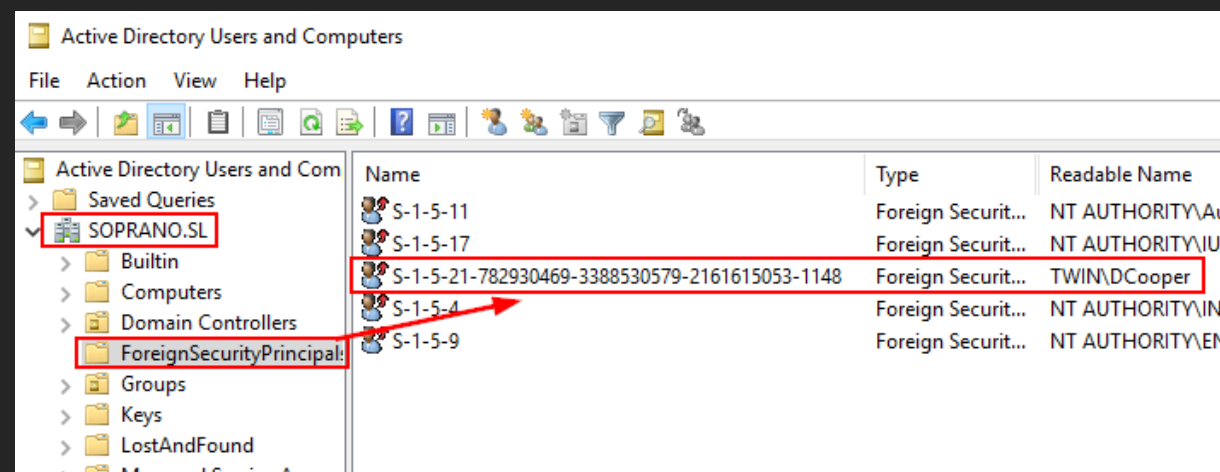 Active Directory Users and Computers
File Action View Help
Active Directory Users and Com
Saved Queries
SOPRANO.SL
Builtin
Computers
Domain Controllers
ForeignSecurityPrincipals
Groups
Keys
LostAndFound
Name Type Readable Name
S-1-5-11 Foreign Securit... NT AUTHORITY\Au
S-1-5-17 Foreign Securit... NT AUTHORITY\IU
S-1-5-21-782930469-3388530579-2161615053-1148 Foreign Securit... TWIN\DCooper
S-1-5-4 Foreign Securit... NT AUTHORITY\IN
S-1-5-9 Foreign Securit... NT AUTHORITY\EN